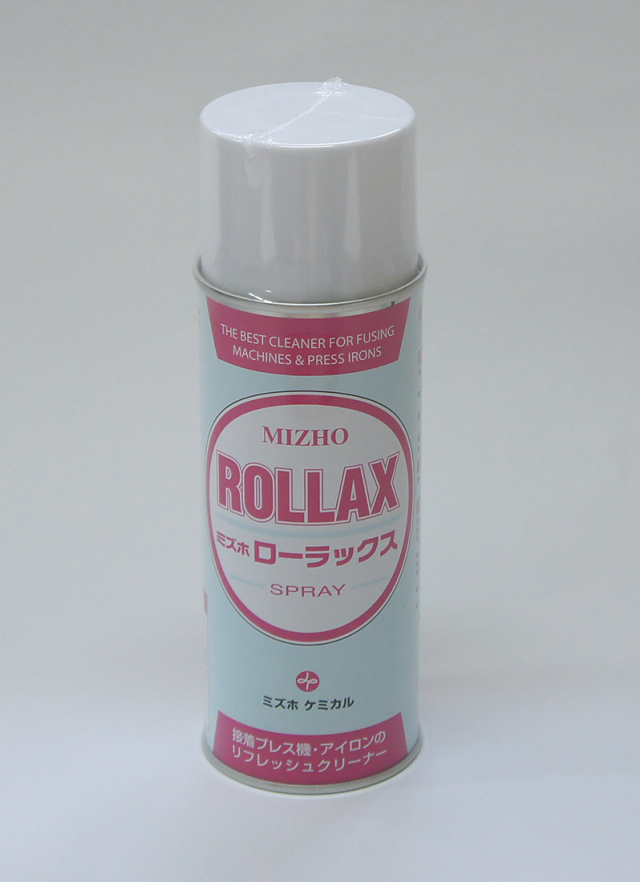 THE BEST CLEANER FOR FUSING
MACHINES & PRESS IRONS
MIZHO
ROLLAX
ミズホ ローラックス
SPRAY
ミズホ ケミカル
接着プレス機・アイロンの
リフレッシュクリーナー